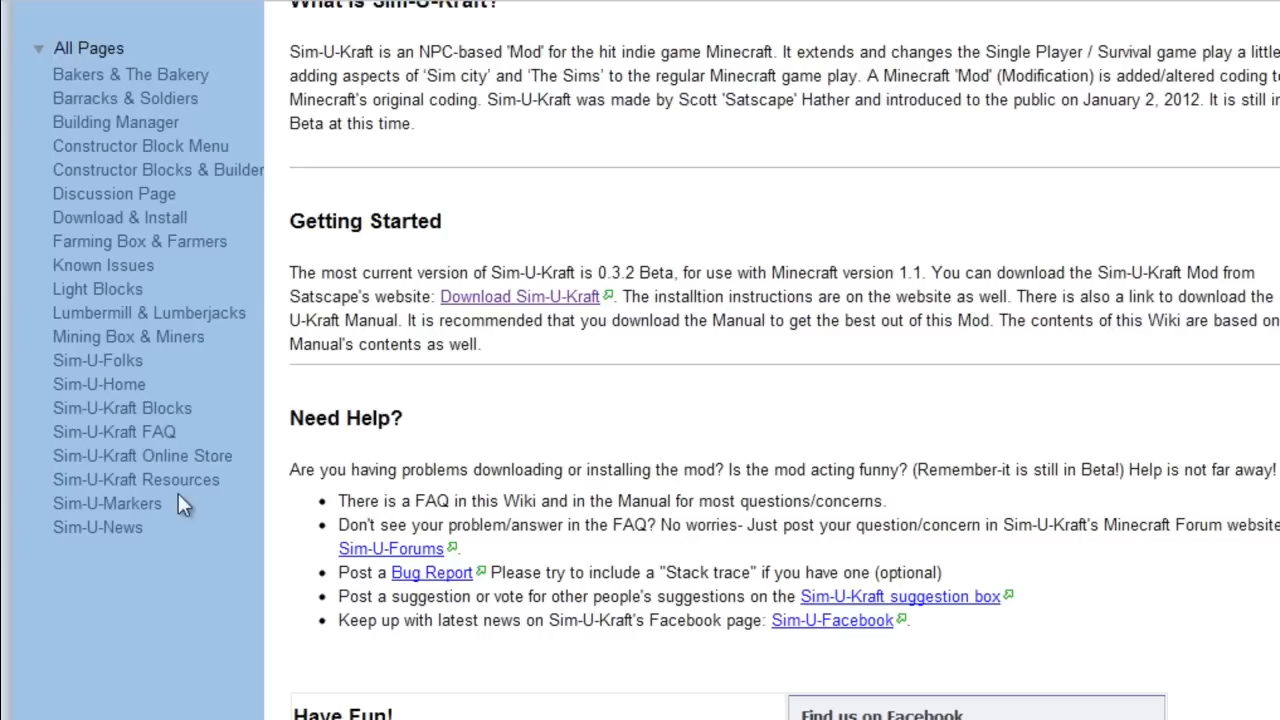 All Pages
Bakers & The Bakery
Barracks & Soldiers
Building Manager
Constructor Block Menu
Constructor Blocks & Builder
Discussion Page
Download & Install
Farming Box & Farmers
Known Issues
Light Blocks
Lumbermill & Lumberjacks
Mining Box & Miners
Sim-U-Folks
Sim-U-Home
Sim-U-Kraft Blocks
Sim-U-Kraft FAQ
Sim-U-Kraft Online Store
Sim-U-Kraft Resources
Sim-U-Markers
Sim-U-News
What is Sim-U-Kraft?
Sim-U-Kraft is an NPC-based 'Mod' for the hit indie game Minecraft. It extends and changes the Single Player / Survival game play a little
adding aspects of 'Sim city' and 'The Sims' to the regular Minecraft game play. A Minecraft 'Mod' (Modification) is added/altered coding to
Minecraft's original coding. Sim-U-Kraft was made by Scott 'Satscape' Hather and introduced to the public on January 2, 2012. It is still in
Beta at this time.
Getting Started
The most current version of Sim-U-Kraft is 0.3.2 Beta, for use with Minecraft version 1.1. You can download the Sim-U-Kraft Mod from
Satscape's website: Download Sim-U-Kraft. The installtion instructions are on the website as well. There is also a link to download the
U-Kraft Manual. It is recommended that you download the Manual to get the best out of this Mod. The contents of this Wiki are based on
Manual's contents as well.
Need Help?
Are you having problems downloading or installing the mod? Is the mod acting funny? (Remember-it is still in Beta!) Help is not far away!
• There is a FAQ in this Wiki and in the Manual for most questions/concerns.
• Don't see your problem/answer in the FAQ? No worries- Just post your question/concern in Sim-U-Kraft's Minecraft Forum website
Sim-U-Forums.
• Post a Bug Report Please try to include a "Stack trace" if you have one (optional)
• Post a suggestion or vote for other people's suggestions on the Sim-U-Kraft suggestion box
• Keep up with latest news on Sim-U-Kraft's Facebook page: Sim-U-Facebook.
Have Fun!
Find us on Facebook